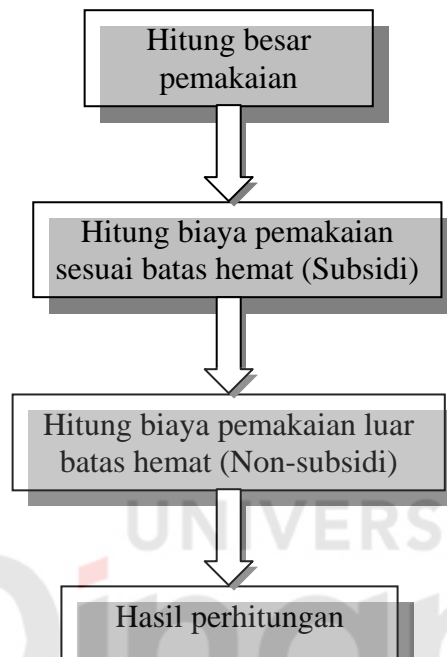 Hitung besar
pemakaian
Hitung biaya pemakaian
sesuai batas hemat (Subsidi)
Hitung biaya pemakaian luar
batas hemat (Non-subsidi)
UNIVERS
Hasil perhitungan